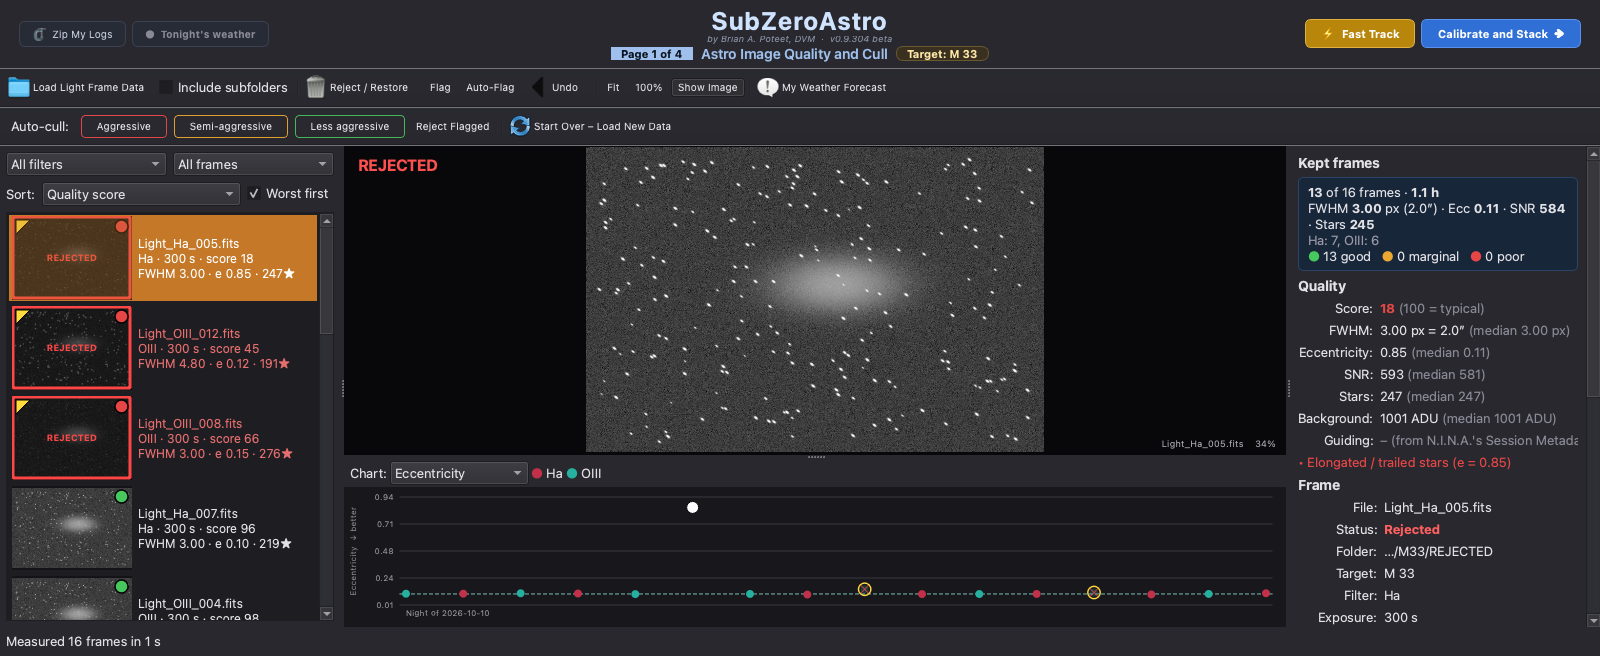 Zip My Logs
Tonight's weather
SubZeroAstro
by Brian A. Poteet, DVM · v0.9.304 beta
Page 1 of 4
Astro Image Quality and Cull
Target: M 33
Fast Track
Calibrate and Stack
Load Light Frame Data
Include subfolders
Reject / Restore
Flag
Auto-Flag
Undo
Fit
100%
Show Image
My Weather Forecast
Auto-cull:
Aggressive
Semi-aggressive
Less aggressive
Reject Flagged
Start Over – Load New Data
All filters
All frames
Sort:
Quality score
Worst first
REJECTED
Light_Ha_005.fits
Ha · 300 s · score 18
FWHM 3.00 · e 0.85 · 247★
REJECTED
Light_OIII_012.fits
OIII · 300 s · score 45
FWHM 4.80 · e 0.12 · 191★
REJECTED
Light_OIII_008.fits
OIII · 300 s · score 66
FWHM 3.00 · e 0.15 · 276★
Light_Ha_007.fits
Ha · 300 s · score 96
FWHM 3.00 · e 0.10 · 219★
Light_OIII_004.fits
OIII · 300 s · score 98
REJECTED
Light_Ha_005.fits 34%
Chart:
Eccentricity
Ha
OIII
Eccentricity ↓ better
0.94
0.71
0.48
0.24
0.01
Night of 2026-10-10
Kept frames
13 of 16 frames · 1.1 h
FWHM 3.00 px (2.0″) · Ecc 0.11 · SNR 584
· Stars 245
Ha: 7, OIII: 6
13 good 0 marginal 0 poor
Quality
Score: 18 (100 = typical)
FWHM: 3.00 px = 2.0″ (median 3.00 px)
Eccentricity: 0.85 (median 0.11)
SNR: 593 (median 581)
Stars: 247 (median 247)
Background: 1001 ADU (median 1001 ADU)
Guiding: – (from N.I.N.A.'s Session Metada
• Elongated / trailed stars (e = 0.85)
Frame
File: Light_Ha_005.fits
Status: Rejected
Folder: …/M33/REJECTED
Target: M 33
Filter: Ha
Exposure: 300 s
Measured 16 frames in 1 s